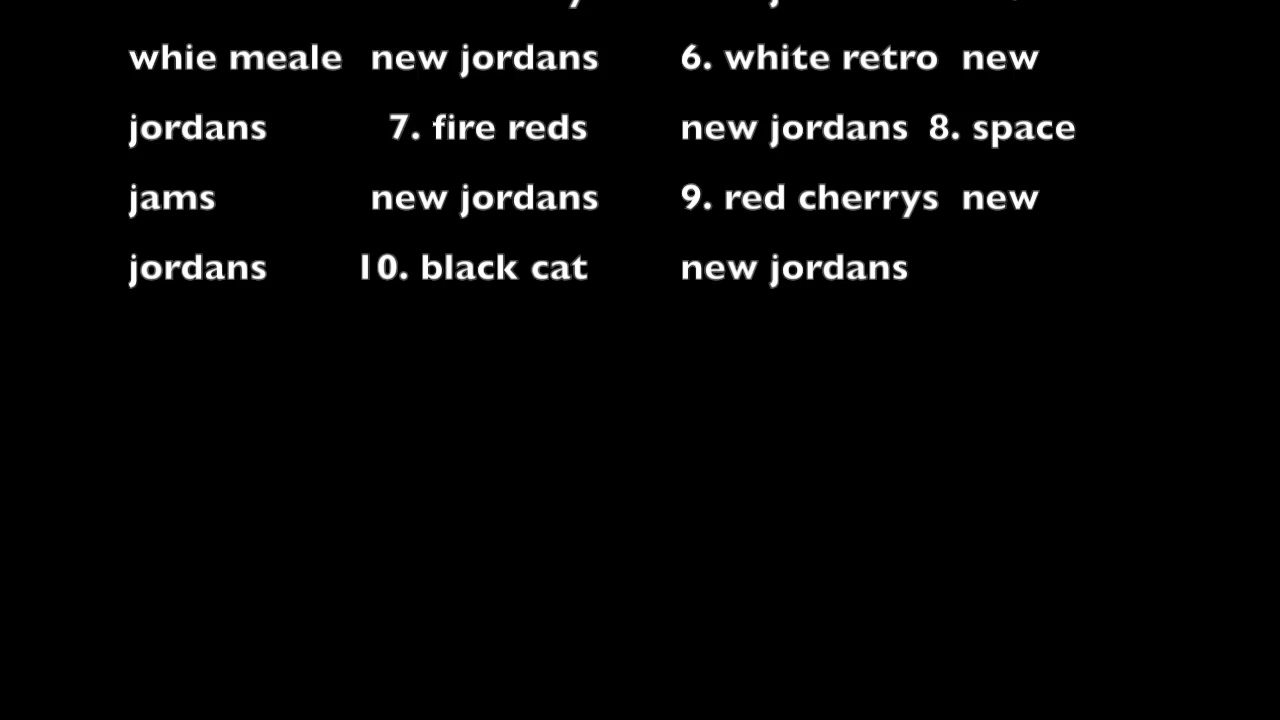 whie meale new jordans 6. white retro new
jordans 7. fire reds new jordans 8. space
jams new jordans 9. red cherrys new
jordans 10. black cat new jordans